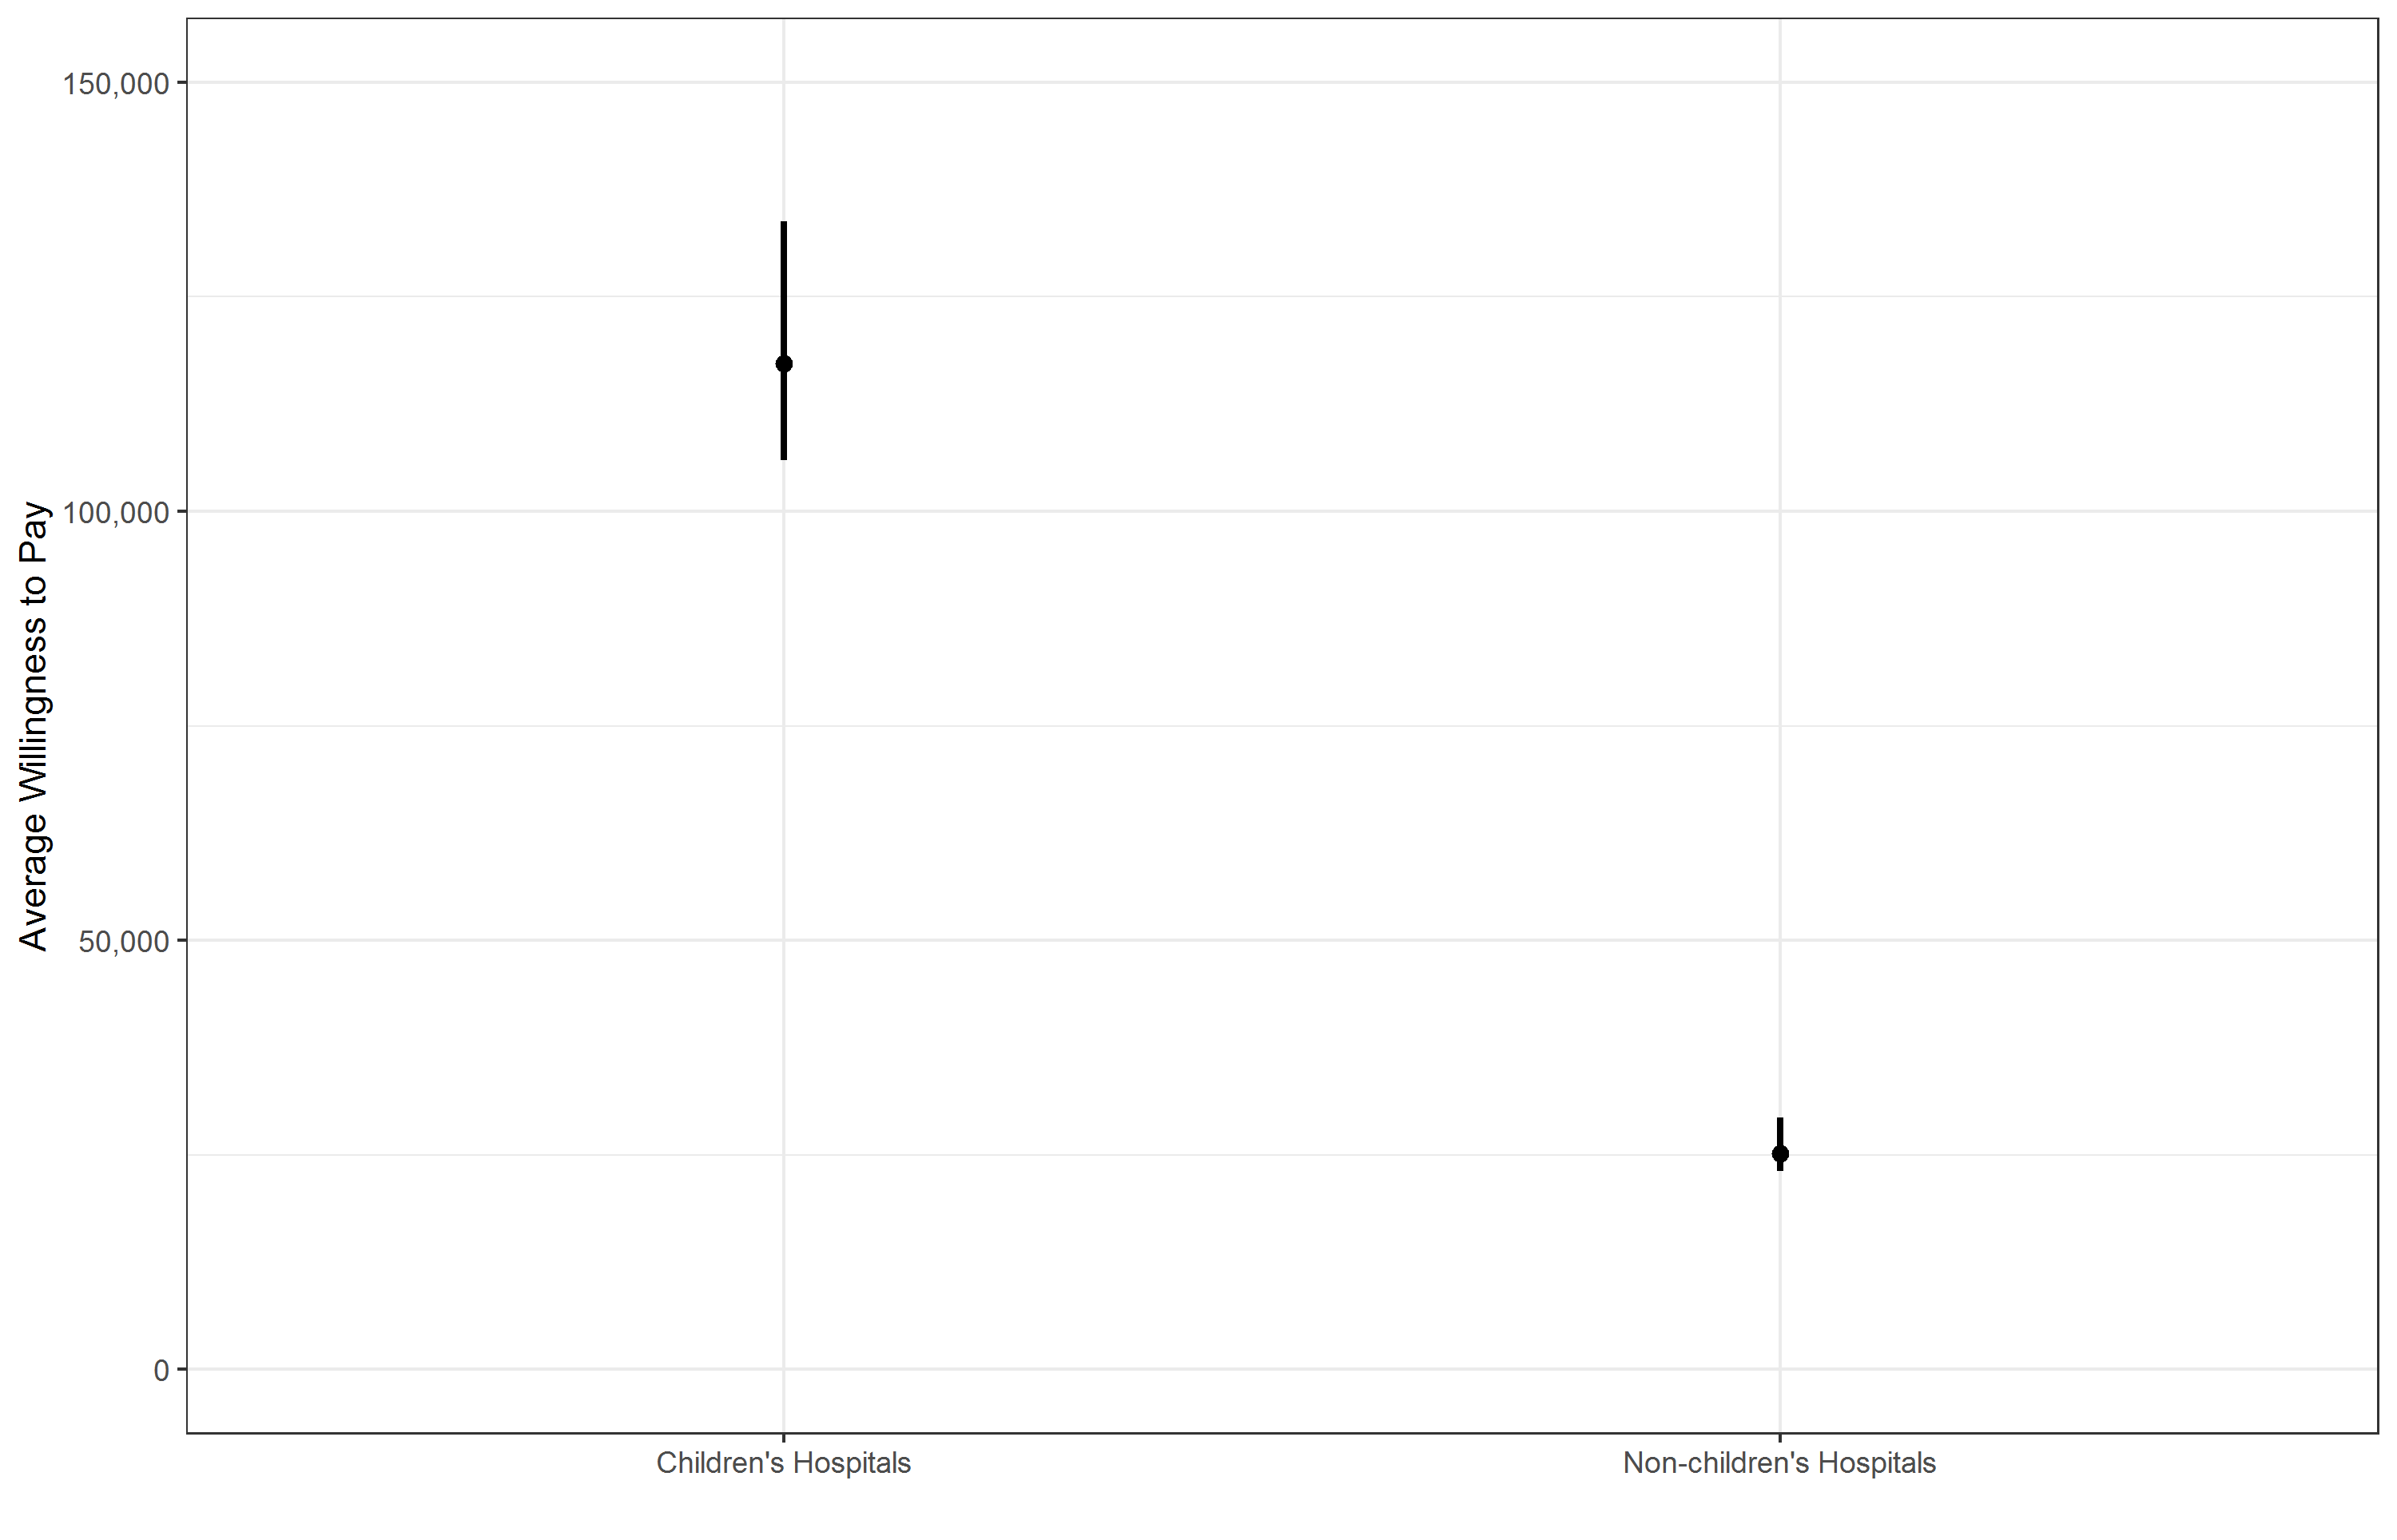 Average Willingness to Pay
150,000
100,000
50,000
0
Children's Hospitals
Non-children's Hospitals